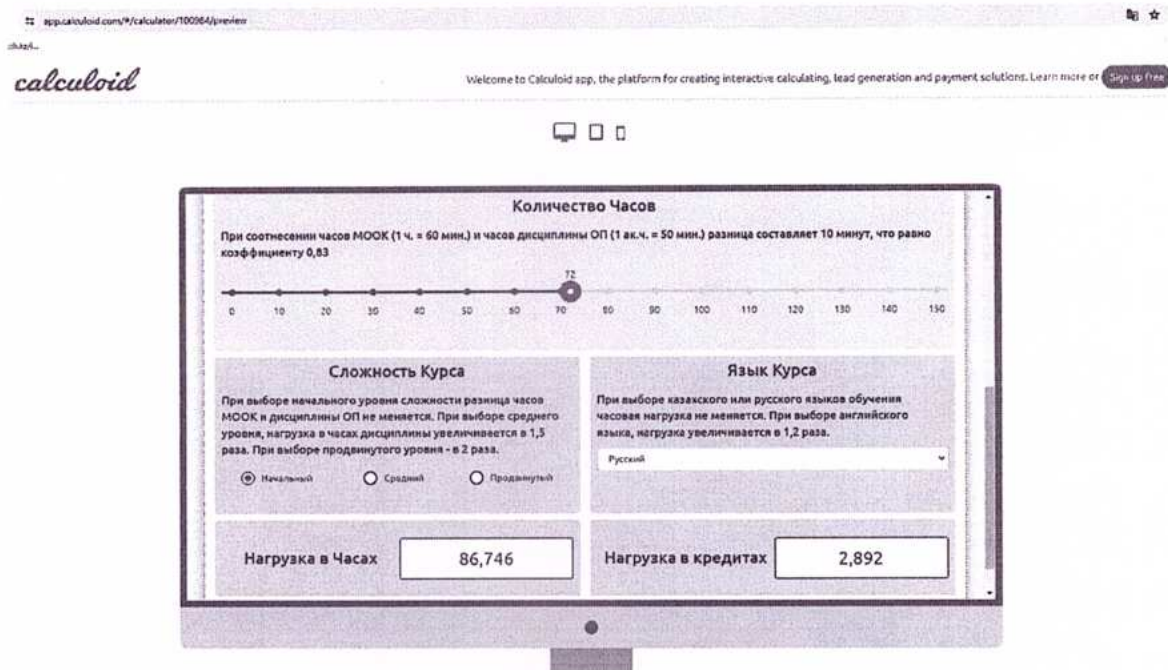 app.calculoid.com/#/calculator/100964/preview
calculoid
Welcome to Calculoid app, the platform for creating interactive calculating, lead generation and payment solutions. Learn more or Sign up free
Количество Часов
При соотнесении часов МООК (1 ч. = 60 мин.) и часов дисциплины ОП (1 ак.ч. = 50 мин.) разница составляет 10 минут, что равно
коэффициенту 0,83
72
0 10 20 30 40 50 60 70 80 90 100 110 120 130 140 150
Сложность Курса
При выборе начального уровня сложности разница часов
МООК и дисциплины ОП не меняется. При выборе среднего
уровня, нагрузка в часах дисциплины увеличивается в 1,5
раза. При выборе продвинутого уровня - в 2 раза.
Начальный Средний Продвинутый
Язык Курса
При выборе казахского или русского языков обучения
часовая нагрузка не меняется. При выборе английского
языка, нагрузка увеличивается в 1,2 раза.
Русский
Нагрузка в Часах 86,746
Нагрузка в кредитах 2,892